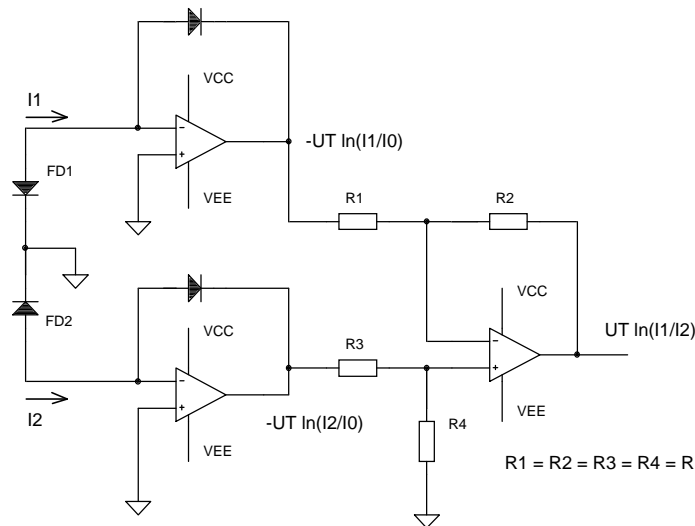 VCC
I1
-UT ln(I1/I0)
FD1
VEE
R1
R2
VCC
FD2
VCC
R3
UT ln(I1/I2)
I2
-UT ln(I2/I0)
VEE
VEE
R4
R1 = R2 = R3 = R4 = R